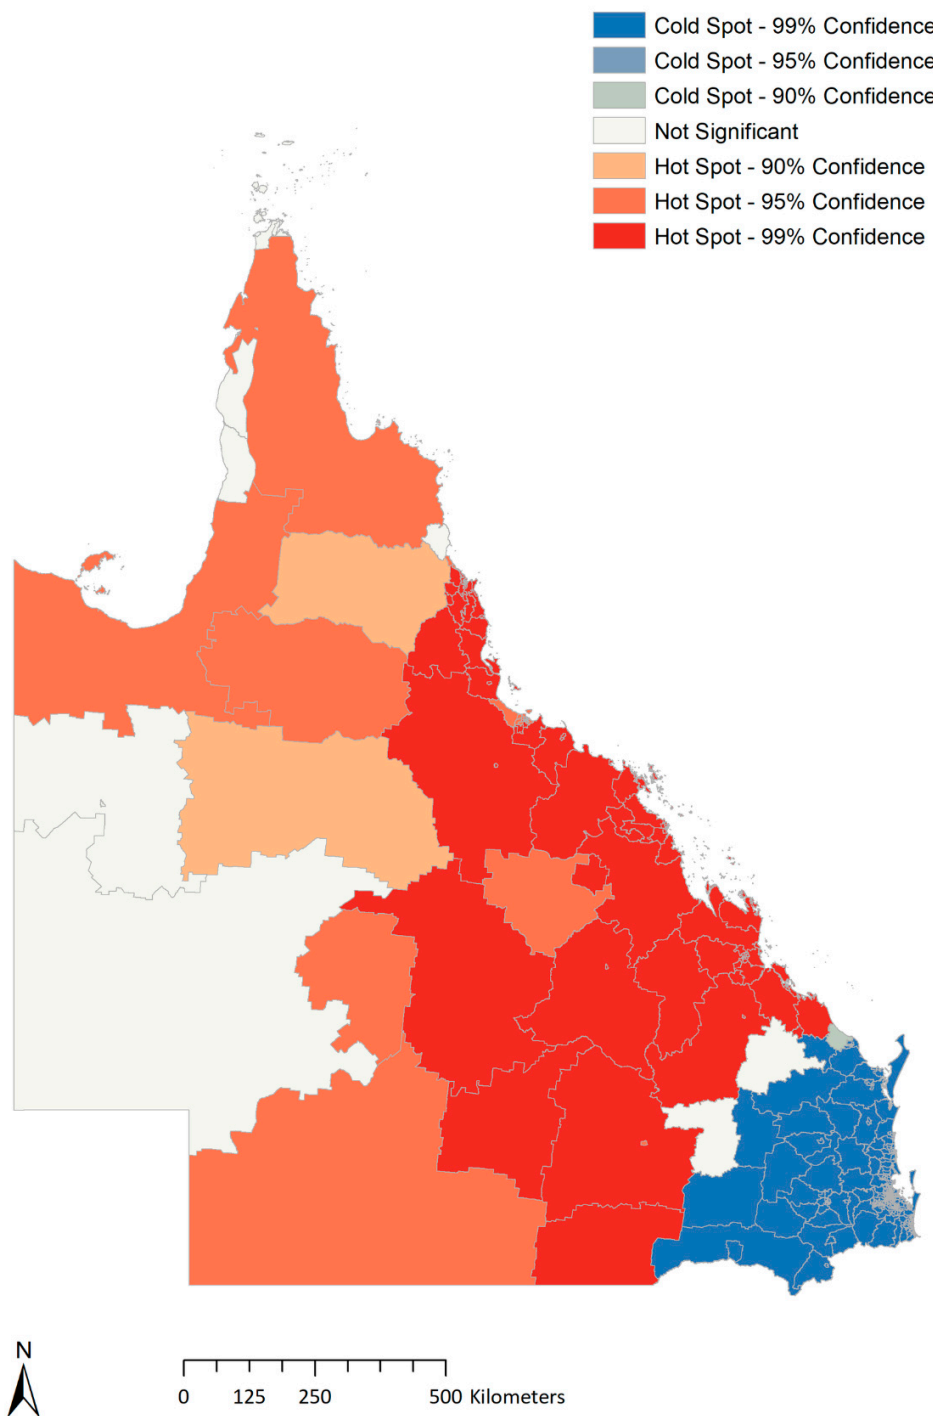 Cold Spot - 99% Confidence
Cold Spot - 95% Confidence
Cold Spot - 90% Confidence
Not Significant
Hot Spot - 90% Confidence
Hot Spot - 95% Confidence
Hot Spot - 99% Confidence
N
0 125 250 500 Kilometers